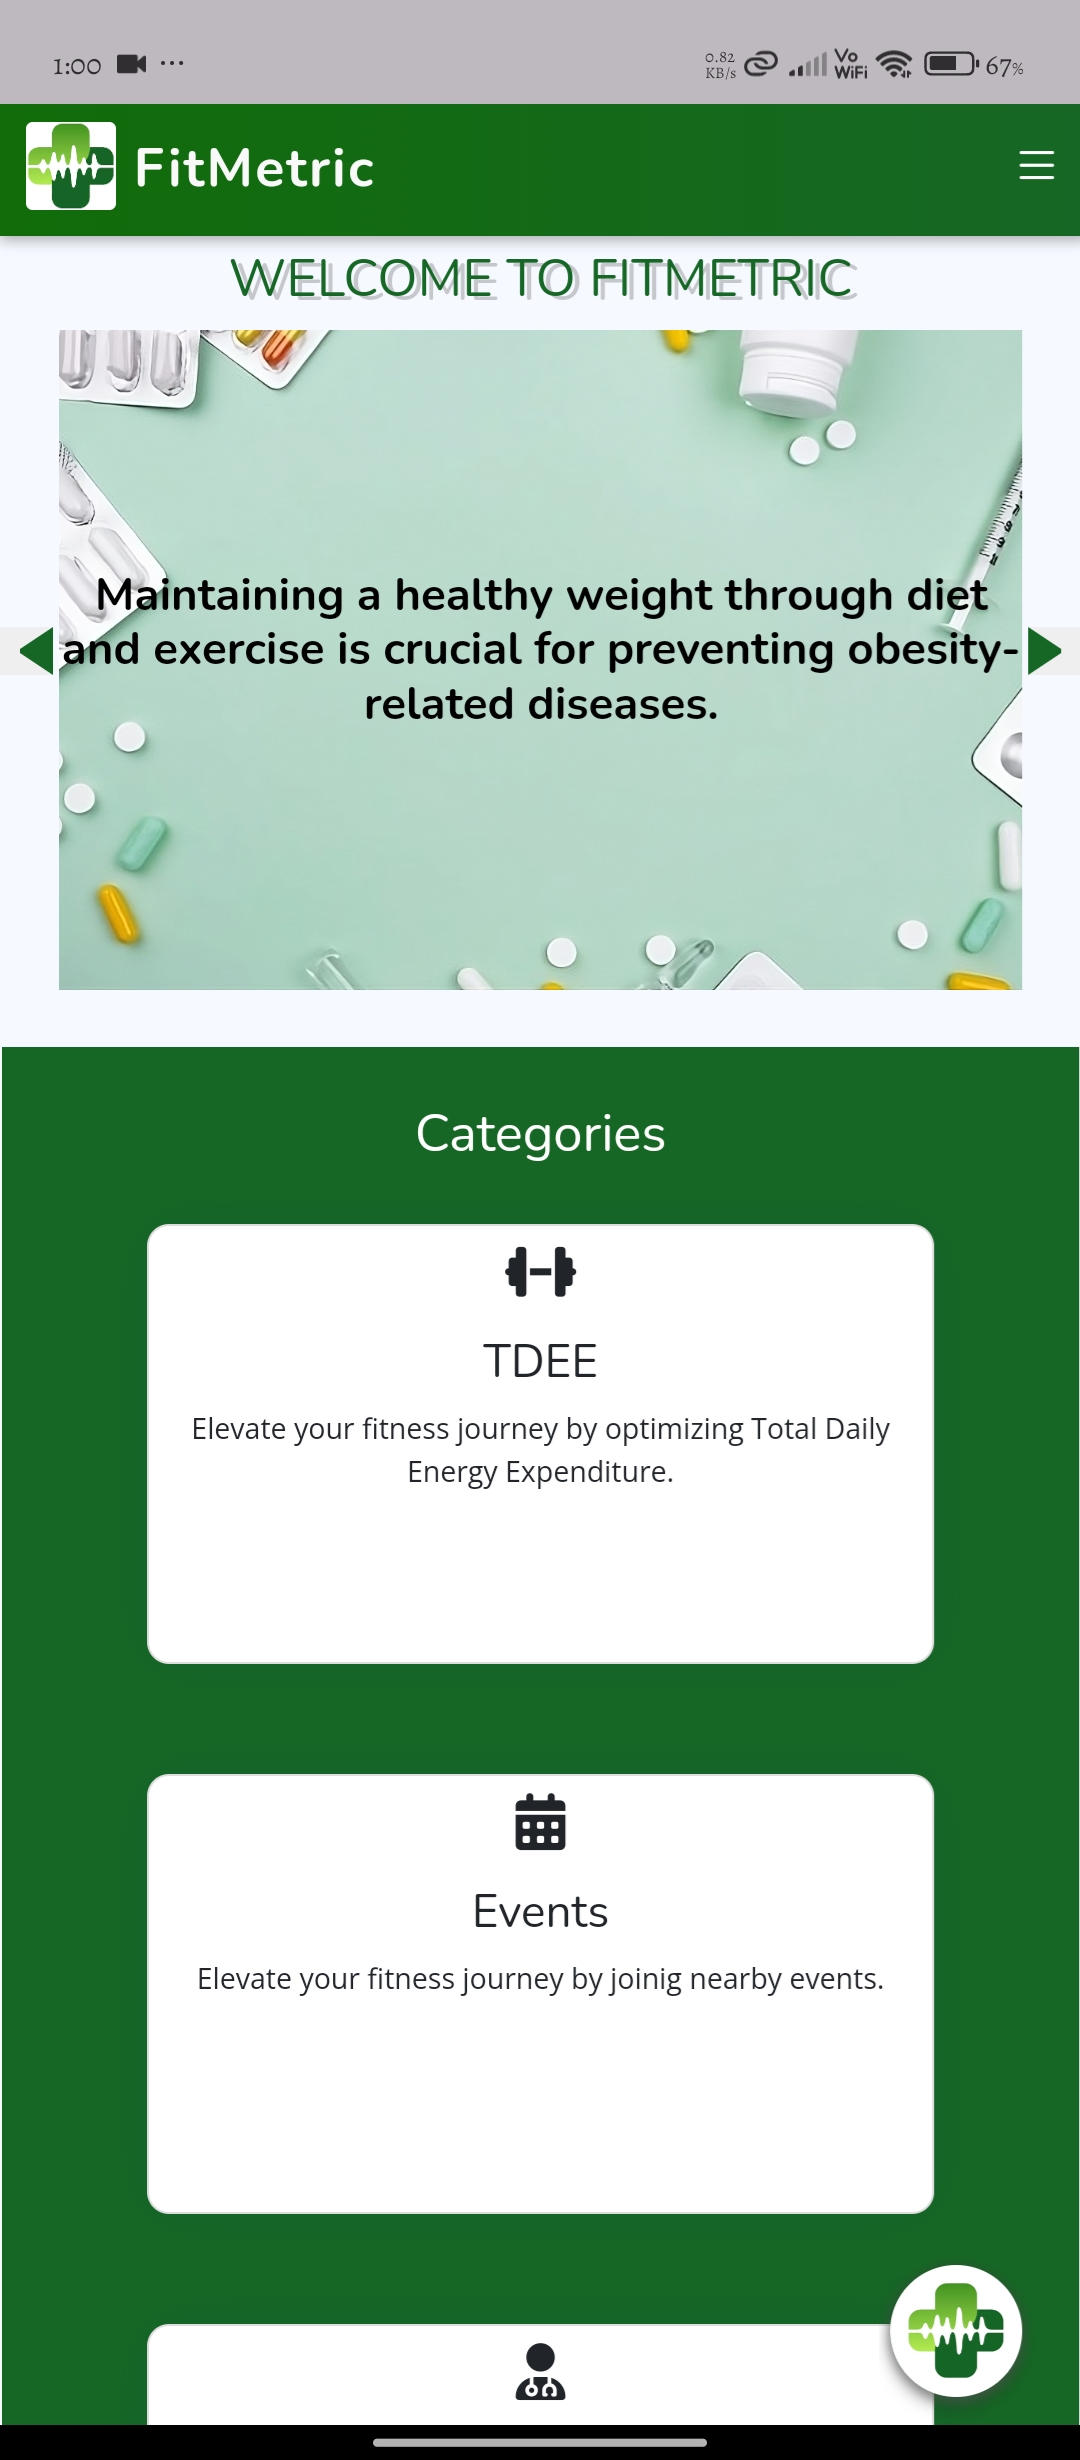 1:00
0.82
KB/s
Vo
WiFi
67%
FitMetric
WELCOME TO FITMETRIC
Maintaining a healthy weight through diet
and exercise is crucial for preventing obesity-
related diseases.
Categories
TDEE
Elevate your fitness journey by optimizing Total Daily
Energy Expenditure.
Events
Elevate your fitness journey by joinig nearby events.